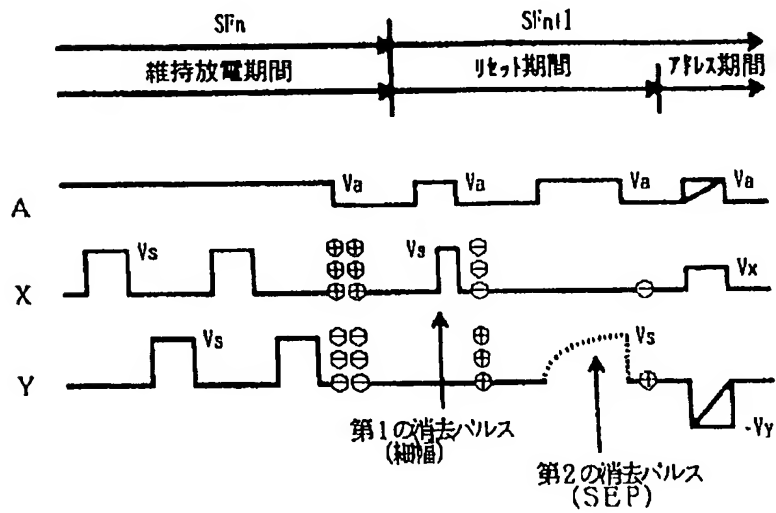 SFn SFn+1
維持放電期間 リセット期間 アドレス期間
A Va Va Va Va
X Vs Vs Vx
Y Vs Vs -Vy
第1の消去パルス
(細幅)
第2の消去パルス
(SEP)